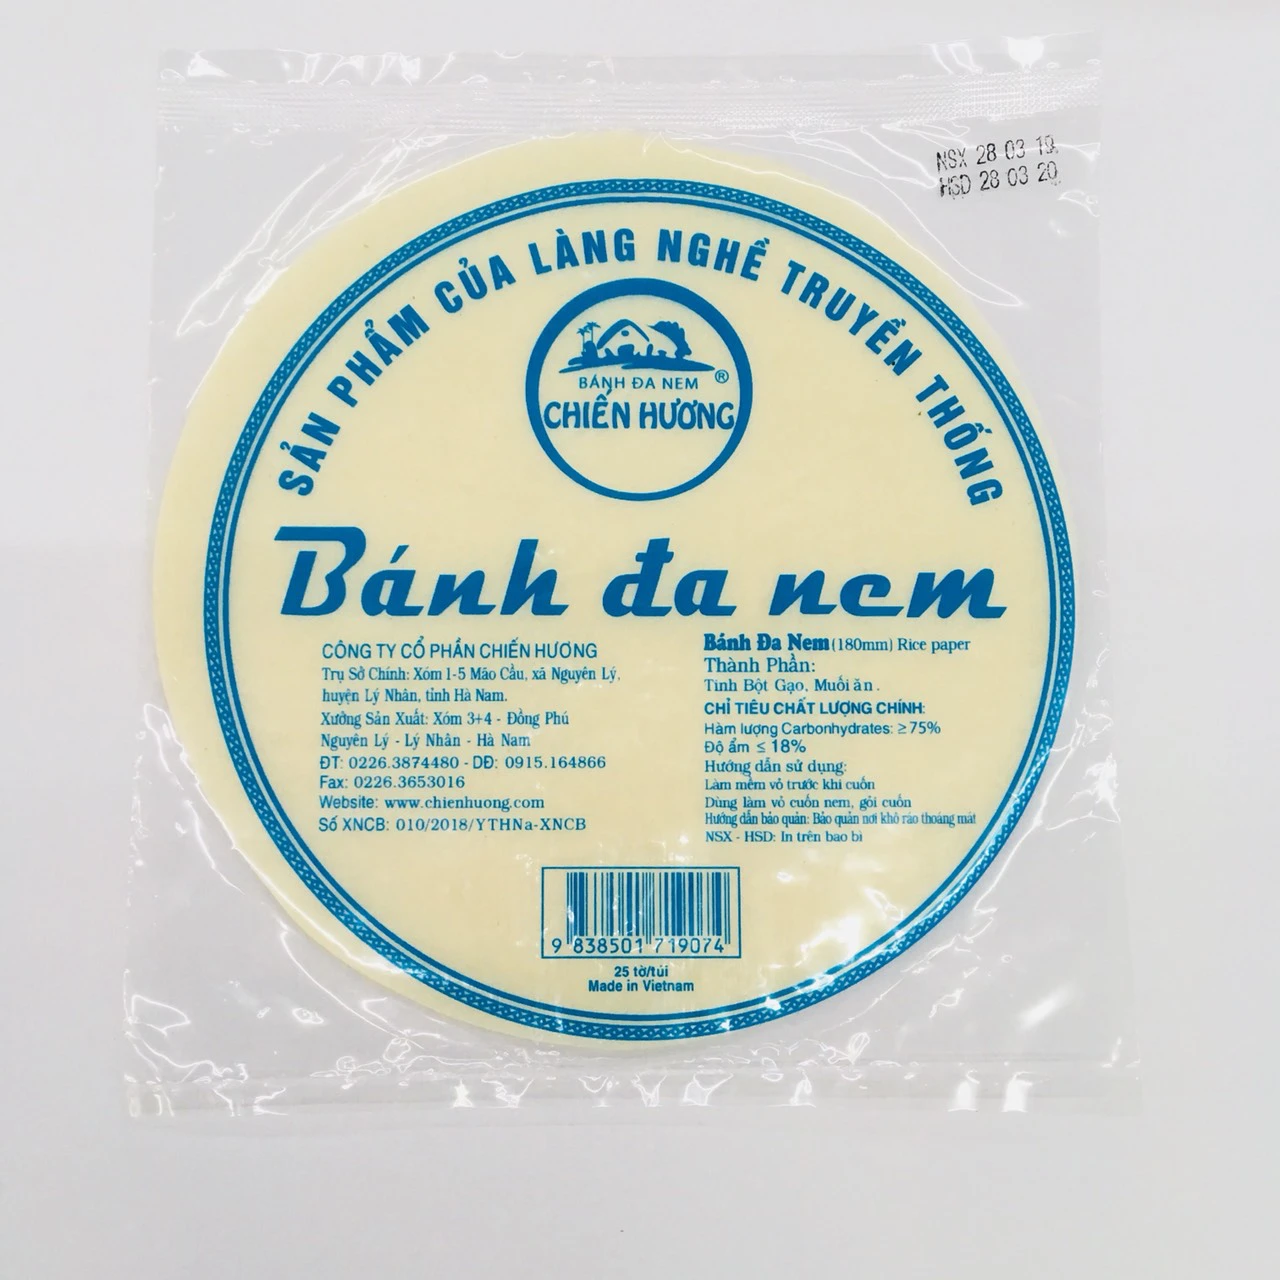 NSX 28 03 19.
HSD 28 03 20.
SẢN PHẨM CỦA LÀNG NGHỀ TRUYỀN THỐNG
BÁNH ĐA NEM ®
CHIẾN HƯƠNG
Bánh đa nem
CÔNG TY CỔ PHẦN CHIẾN HƯƠNG
Trụ Sở Chính: Xóm 1-5 Mão Cầu, xã Nguyên Lý,
huyện Lý Nhân, tỉnh Hà Nam.
Xưởng Sản Xuất: Xóm 3+4 - Đồng Phú
Nguyên Lý - Lý Nhân - Hà Nam
ĐT: 0226.3874480 - DĐ: 0915.164866
Fax: 0226.3653016
Website: www.chienhuong.com
Số XNCB: 010/2018/YTHNa-XNCB
Bánh Đa Nem (180mm) Rice paper
Thành Phần:
Tinh Bột Gạo, Muối ăn.
CHỈ TIÊU CHẤT LƯỢNG CHÍNH:
Hàm lượng Carbonhydrates: ≥75%
Độ ẩm ≤ 18%
Hướng dẫn sử dụng:
Làm mềm vỏ trước khi cuốn
Dùng làm vỏ cuốn nem, gỏi cuốn
Hướng dẫn bảo quản: Bảo quản nơi khô ráo thoáng mát
NSX - HSD: In trên bao bì
9 838501 719074
25 tờ/túi
Made in Vietnam